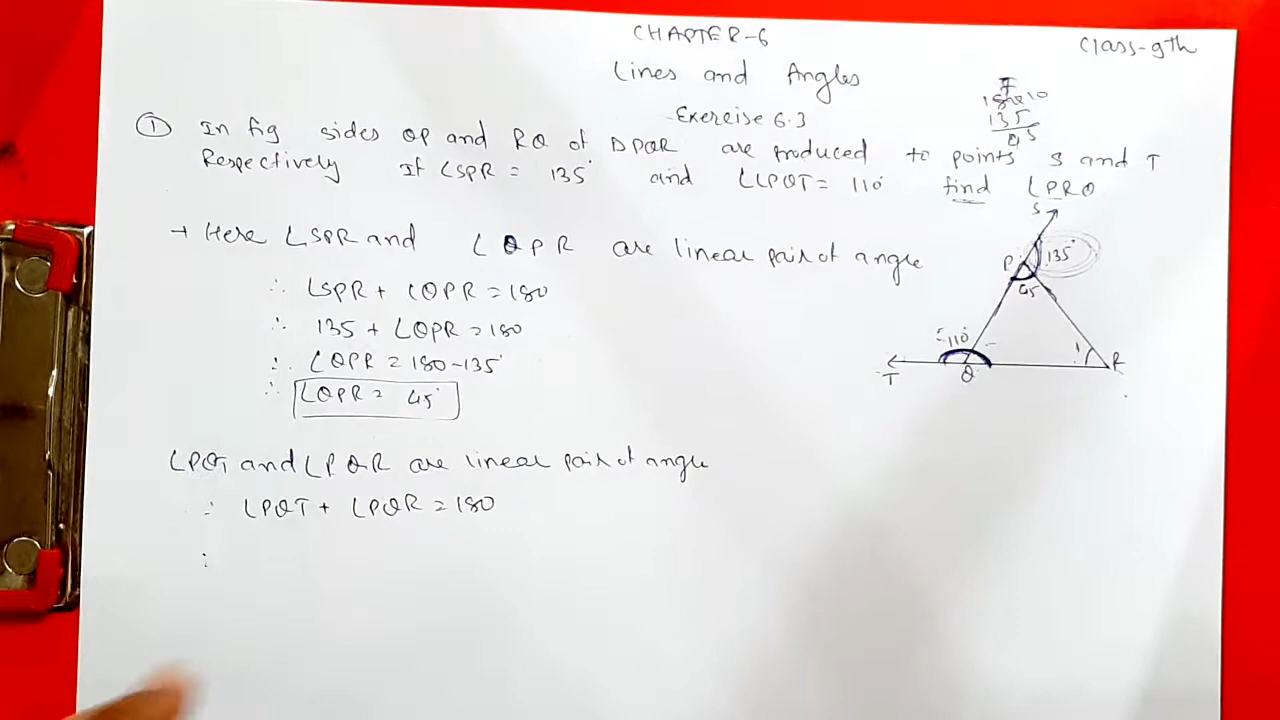 CHAPTER-6
Class-9th
Lines and Angles
Exercise 6.3
① In fig sides QP and RQ of ΔPQR are produced to points S and T
Respectively If ∠SPR = 135° and ∠∠PQT = 110° find ∠PRQ
135
45
→ Here ∠SPR and ∠QPR are linear pair of angle
∴ ∠SPR + ∠QPR = 180
∴ 135 + ∠QPR = 180
∴ ∠QPR = 180-135°
∴ ∠QPR = 45°
S
P
135°
45
110°
T
Q
R
∠PQT and ∠PQR are linear pair of angle
∴ ∠PQT + ∠PQR = 180
∴